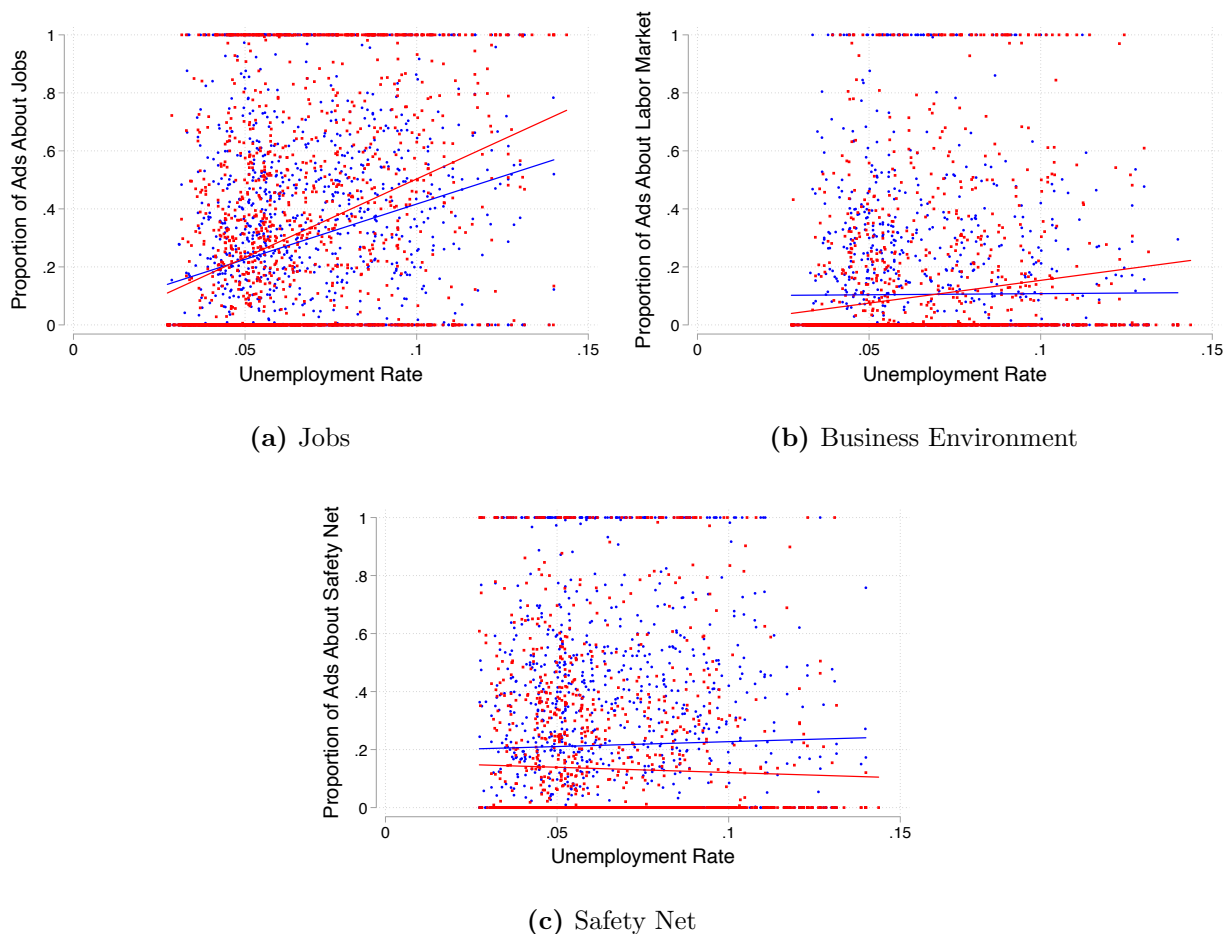 Proportion of Ads About Jobs
1
.8
.6
.4
.2
0
0 .05 .1 .15
Unemployment Rate
(a) Jobs
Proportion of Ads About Labor Market
1
.8
.6
.4
.2
0
0 .05 .1 .15
Unemployment Rate
(b) Business Environment
Proportion of Ads About Safety Net
1
.8
.6
.4
.2
0
0 .05 .1 .15
Unemployment Rate
(c) Safety Net